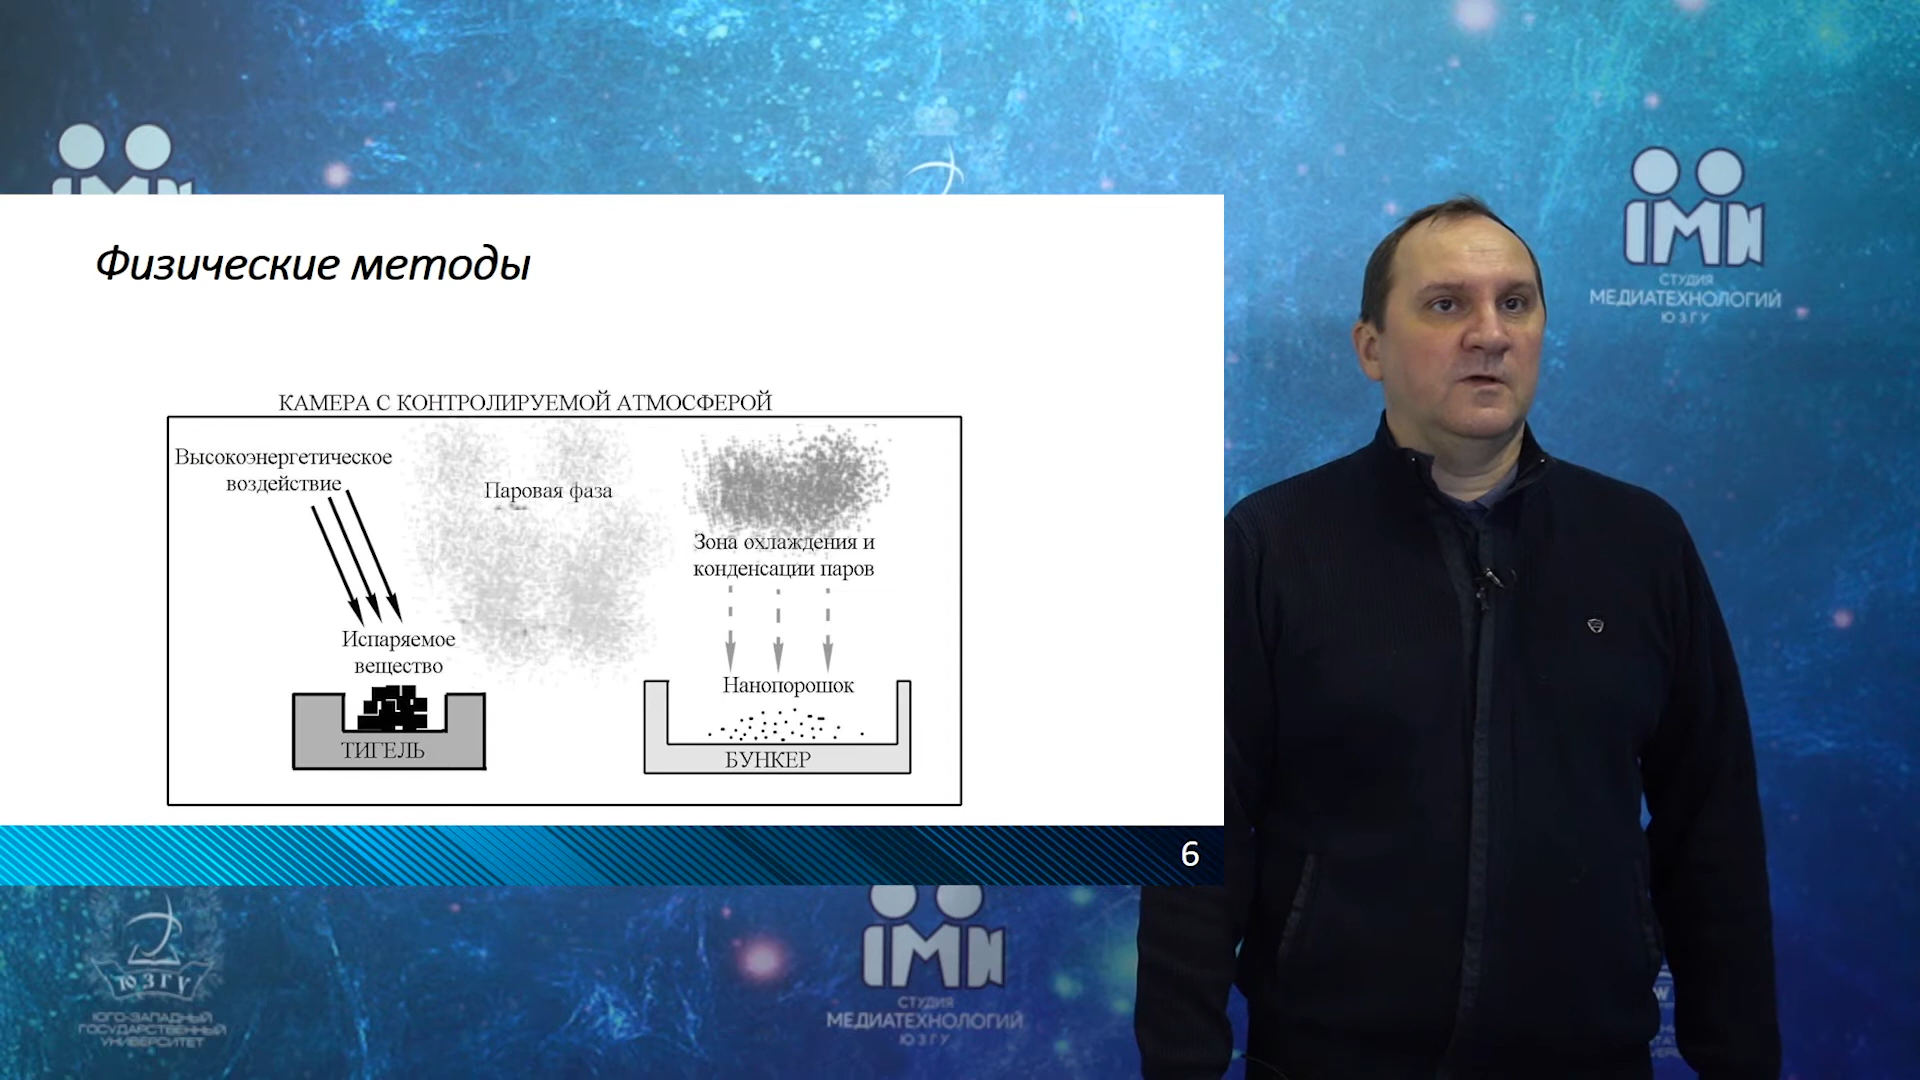 Физические методы
КАМЕРА С КОНТРОЛИРУЕМОЙ АТМОСФЕРОЙ
Высокоэнергетическое
воздействие
Паровая фаза
Зона охлаждения и
конденсации паров
Испаряемое
вещество
Нанопорошок
ТИГЕЛЬ
БУНКЕР
6
СТУДИЯ
МЕДИАТЕХНОЛОГИЙ
ЮЗГУ
ЮЗГУ
ЮГО-ЗАПАДНЫЙ
ГОСУДАРСТВЕННЫЙ
УНИВЕРСИТЕТ
СТУДИЯ
МЕДИАТЕХНОЛОГИЙ
ЮЗГУ